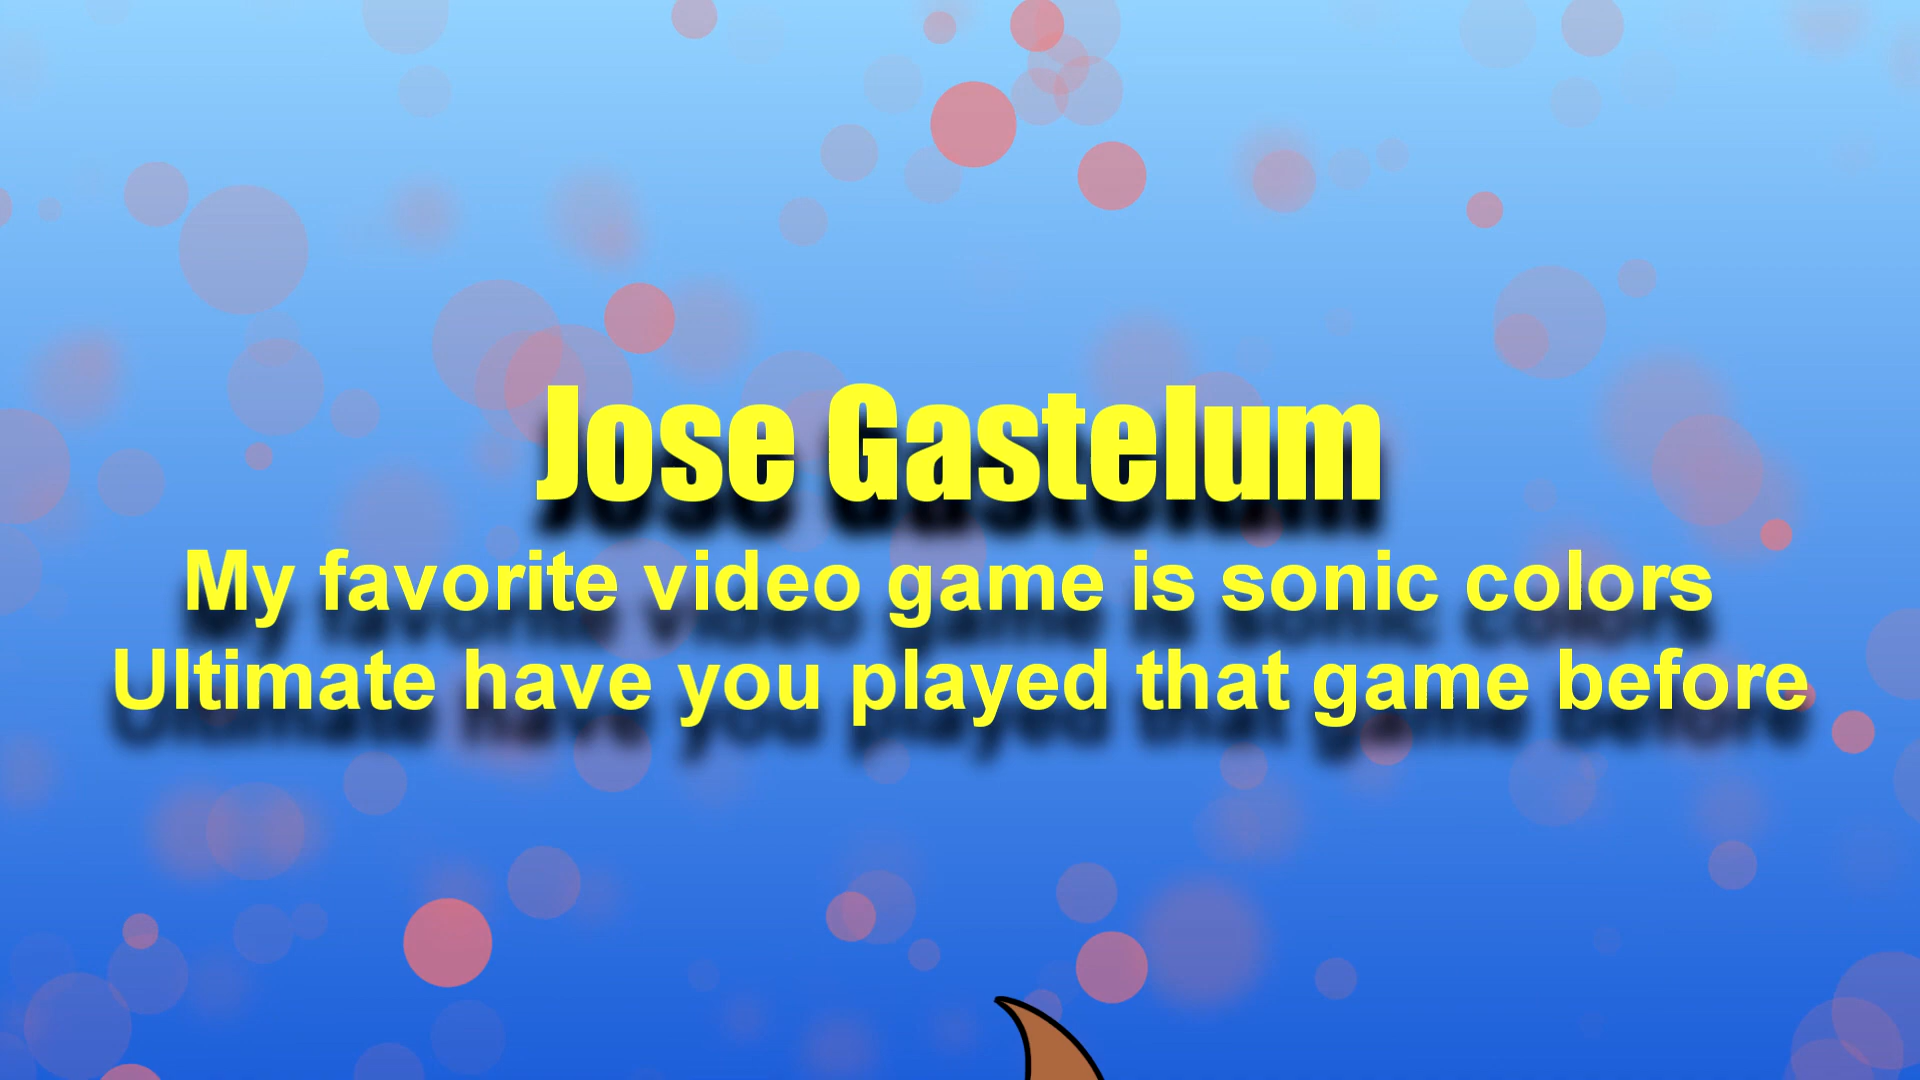 Jose Gastelum
My favorite video game is sonic colors
Ultimate have you played that game before